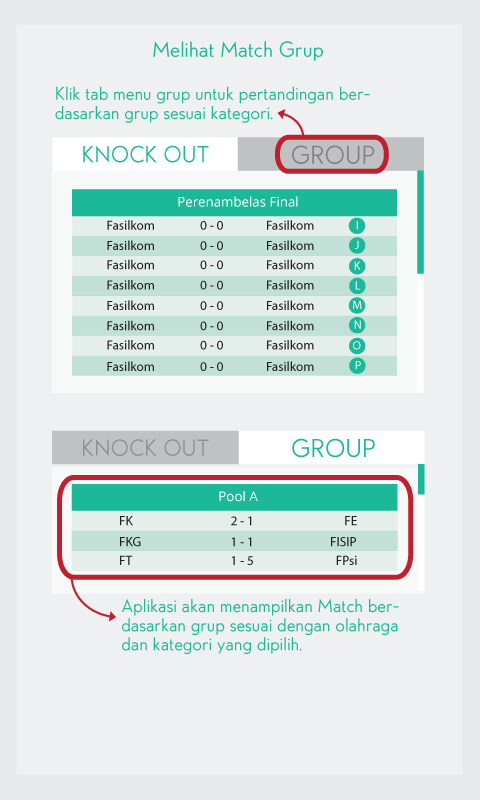 Melihat Match Grup
Klik tab menu grup untuk pertandingan ber-
dasarkan grup sesuai kategori.
KNOCK OUT GROUP
Perenambelas Final
Fasilkom 0 - 0 Fasilkom I
Fasilkom 0 - 0 Fasilkom J
Fasilkom 0 - 0 Fasilkom K
Fasilkom 0 - 0 Fasilkom L
Fasilkom 0 - 0 Fasilkom M
Fasilkom 0 - 0 Fasilkom N
Fasilkom 0 - 0 Fasilkom O
Fasilkom 0 - 0 Fasilkom P
KNOCK OUT GROUP
Pool A
FK 2 - 1 FE
FKG 1 - 1 FISIP
FT 1 - 5 FPsi
Aplikasi akan menampilkan Match ber-
dasarkan grup sesuai dengan olahraga
dan kategori yang dipilih.